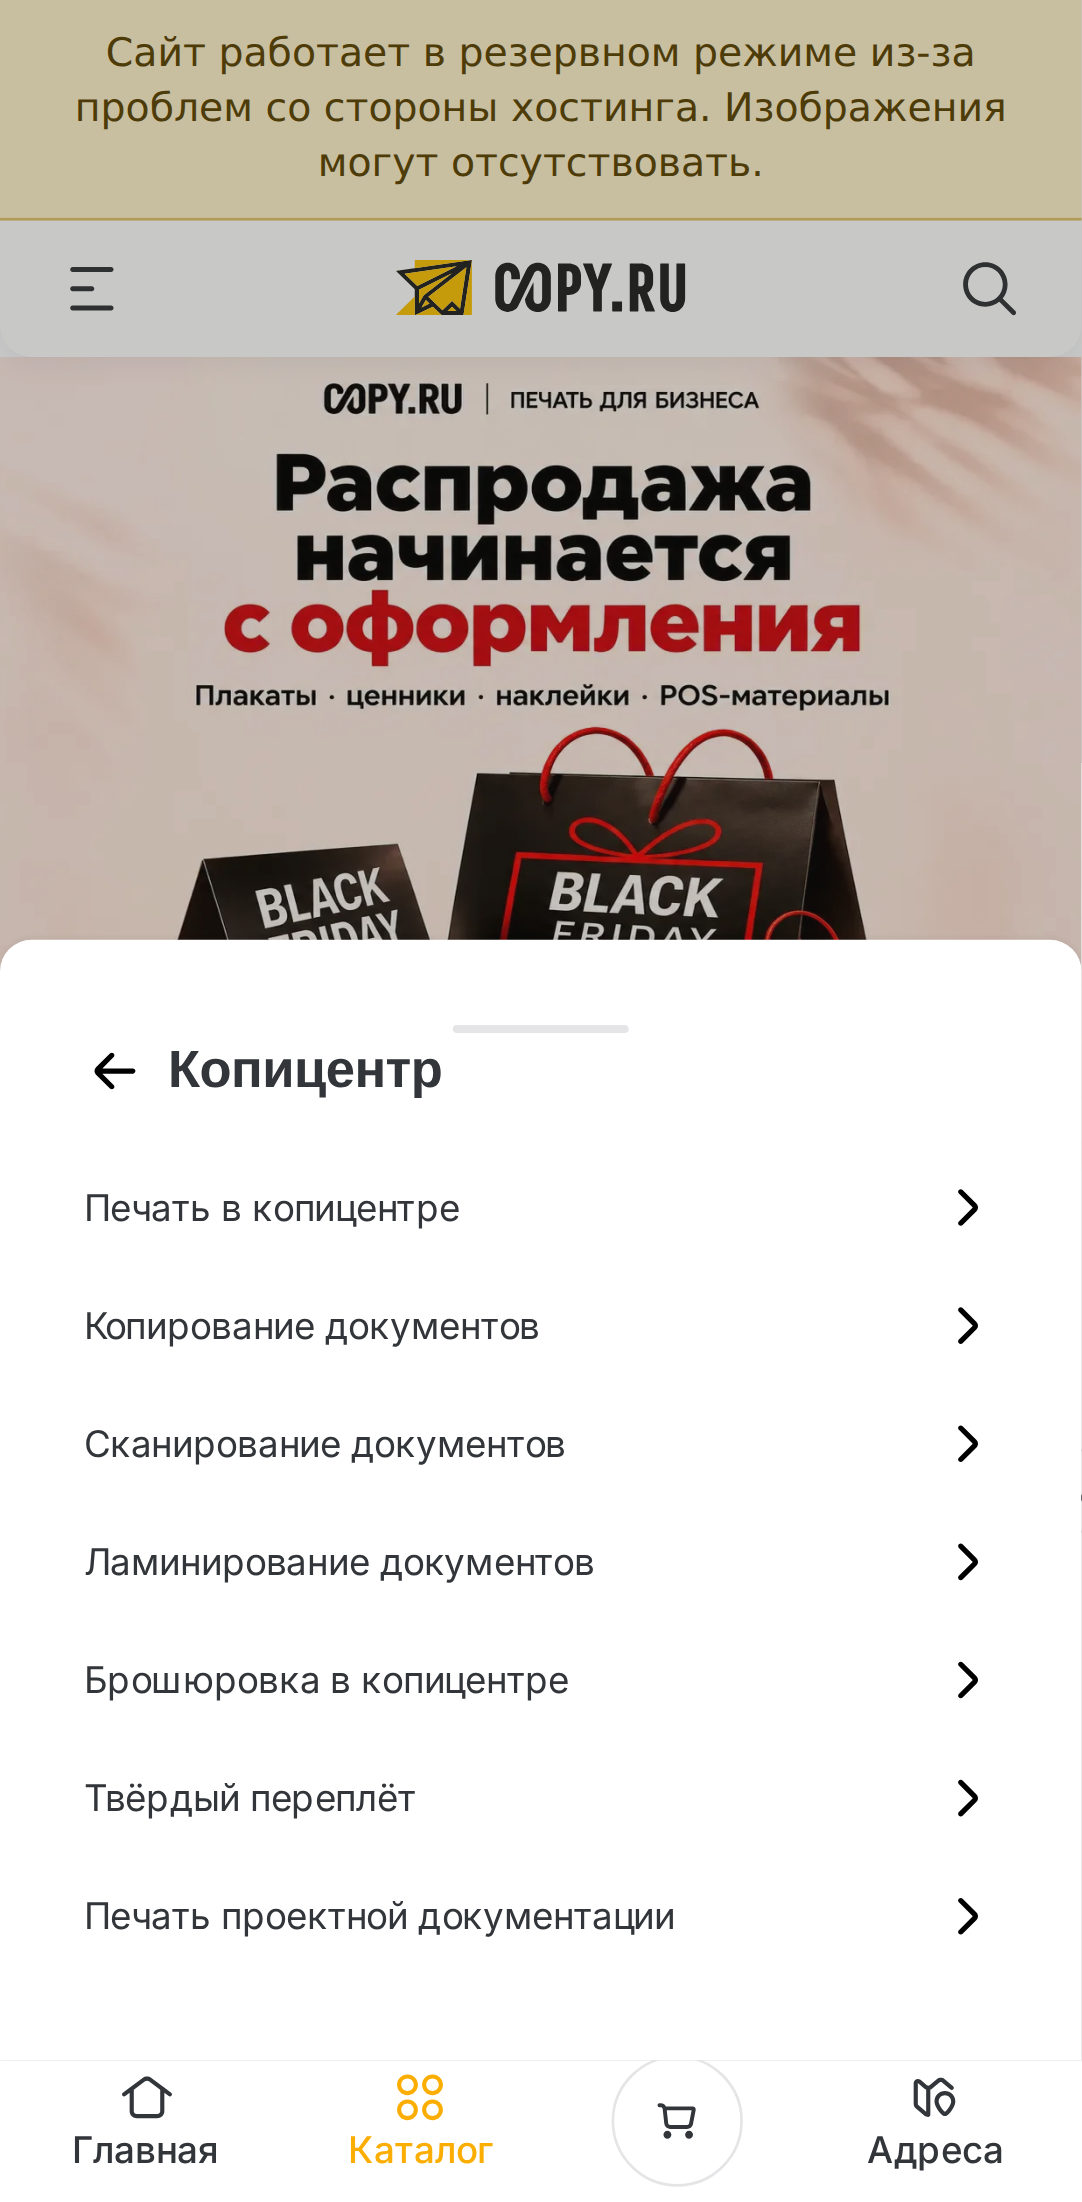 Сайт работает в резервном режиме из-за
проблем со стороны хостинга. Изображения
могут отсутствовать.
COPY.RU
COPY.RU | ПЕЧАТЬ ДЛЯ БИЗНЕСА
Распродажа
начинается
с оформления
Плакаты · ценники · наклейки · POS-материалы
BLACK
FRIDAY
BLACK
FRIDAY
Копицентр
Печать в копицентре
Копирование документов
Сканирование документов
Ламинирование документов
Брошюровка в копицентре
Твёрдый переплёт
Печать проектной документации
Главная
Каталог
Адреса